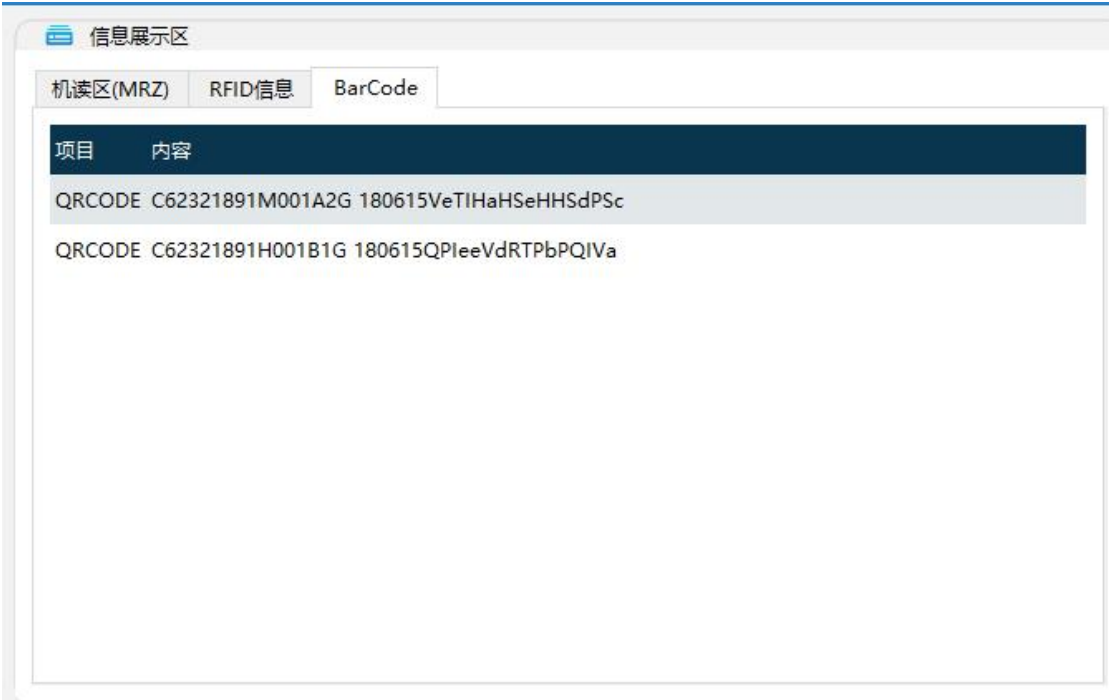 信息展示区
机读区(MRZ) RFID信息 BarCode
项目 内容
QRCODE C62321891M001A2G 180615VeTIHaHSeHHSdPSc
QRCODE C62321891H001B1G 180615QPIeeVdRTPbPQIVa